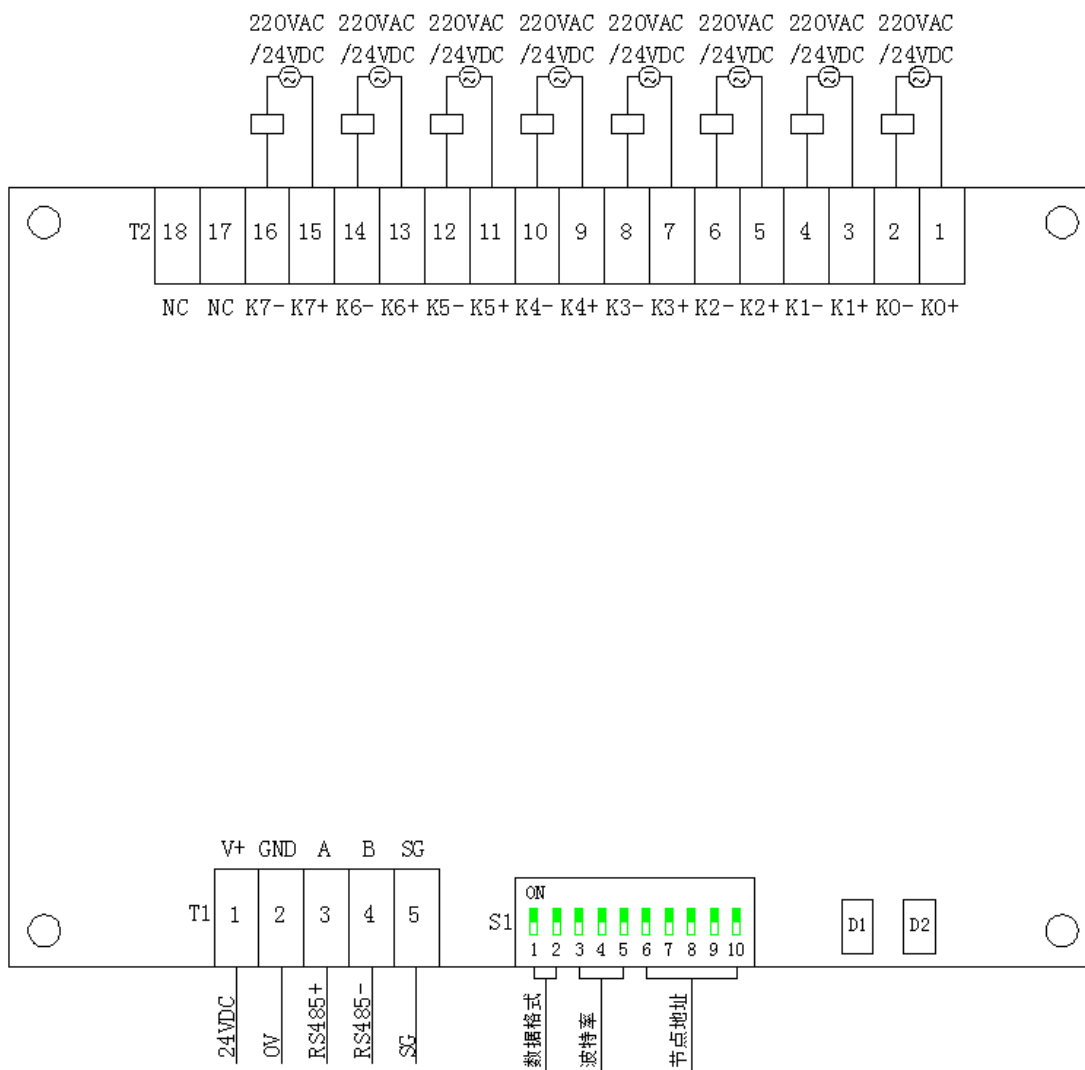 220VAC 220VAC 220VAC 220VAC 220VAC 220VAC 220VAC 220VAC
/24VDC /24VDC /24VDC /24VDC /24VDC /24VDC /24VDC /24VDC
T2 18 17 16 15 14 13 12 11 10 9 8 7 6 5 4 3 2 1
NC NC K7- K7+ K6- K6+ K5- K5+ K4- K4+ K3- K3+ K2- K2+ K1- K1+ K0- K0+
V+ GND A B SG
T1 1 2 3 4 5
S1
ON
1 2 3 4 5 6 7 8 9 10
D1 D2
24VDC
0V
RS485+
RS485-
SG
数据格式
波特率
节点地址